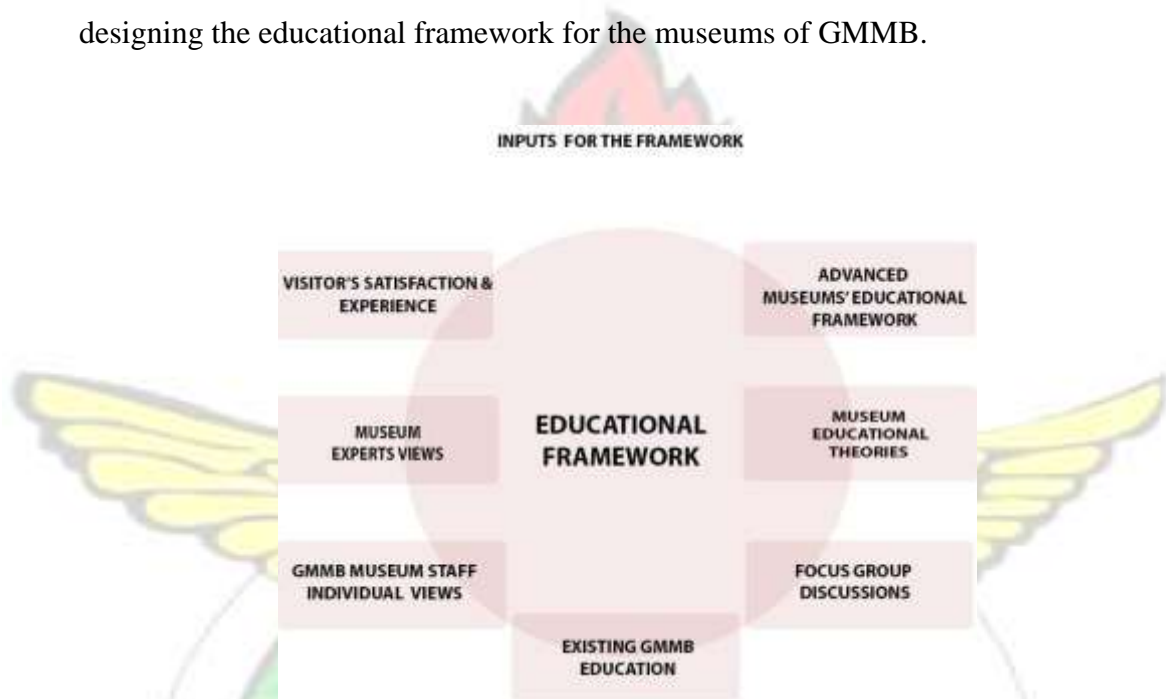 designing the educational framework for the museums of GMMB.
INPUTS FOR THE FRAMEWORK
VISITOR'S SATISFACTION &
EXPERIENCE
ADVANCED
MUSEUMS' EDUCATIONAL
FRAMEWORK
MUSEUM
EXPERTS VIEWS
EDUCATIONAL
FRAMEWORK
MUSEUM
EDUCATIONAL
THEORIES
GMMB MUSEUM STAFF
INDIVIDUAL VIEWS
FOCUS GROUP
DISCUSSIONS
EXISTING GMMB
EDUCATION